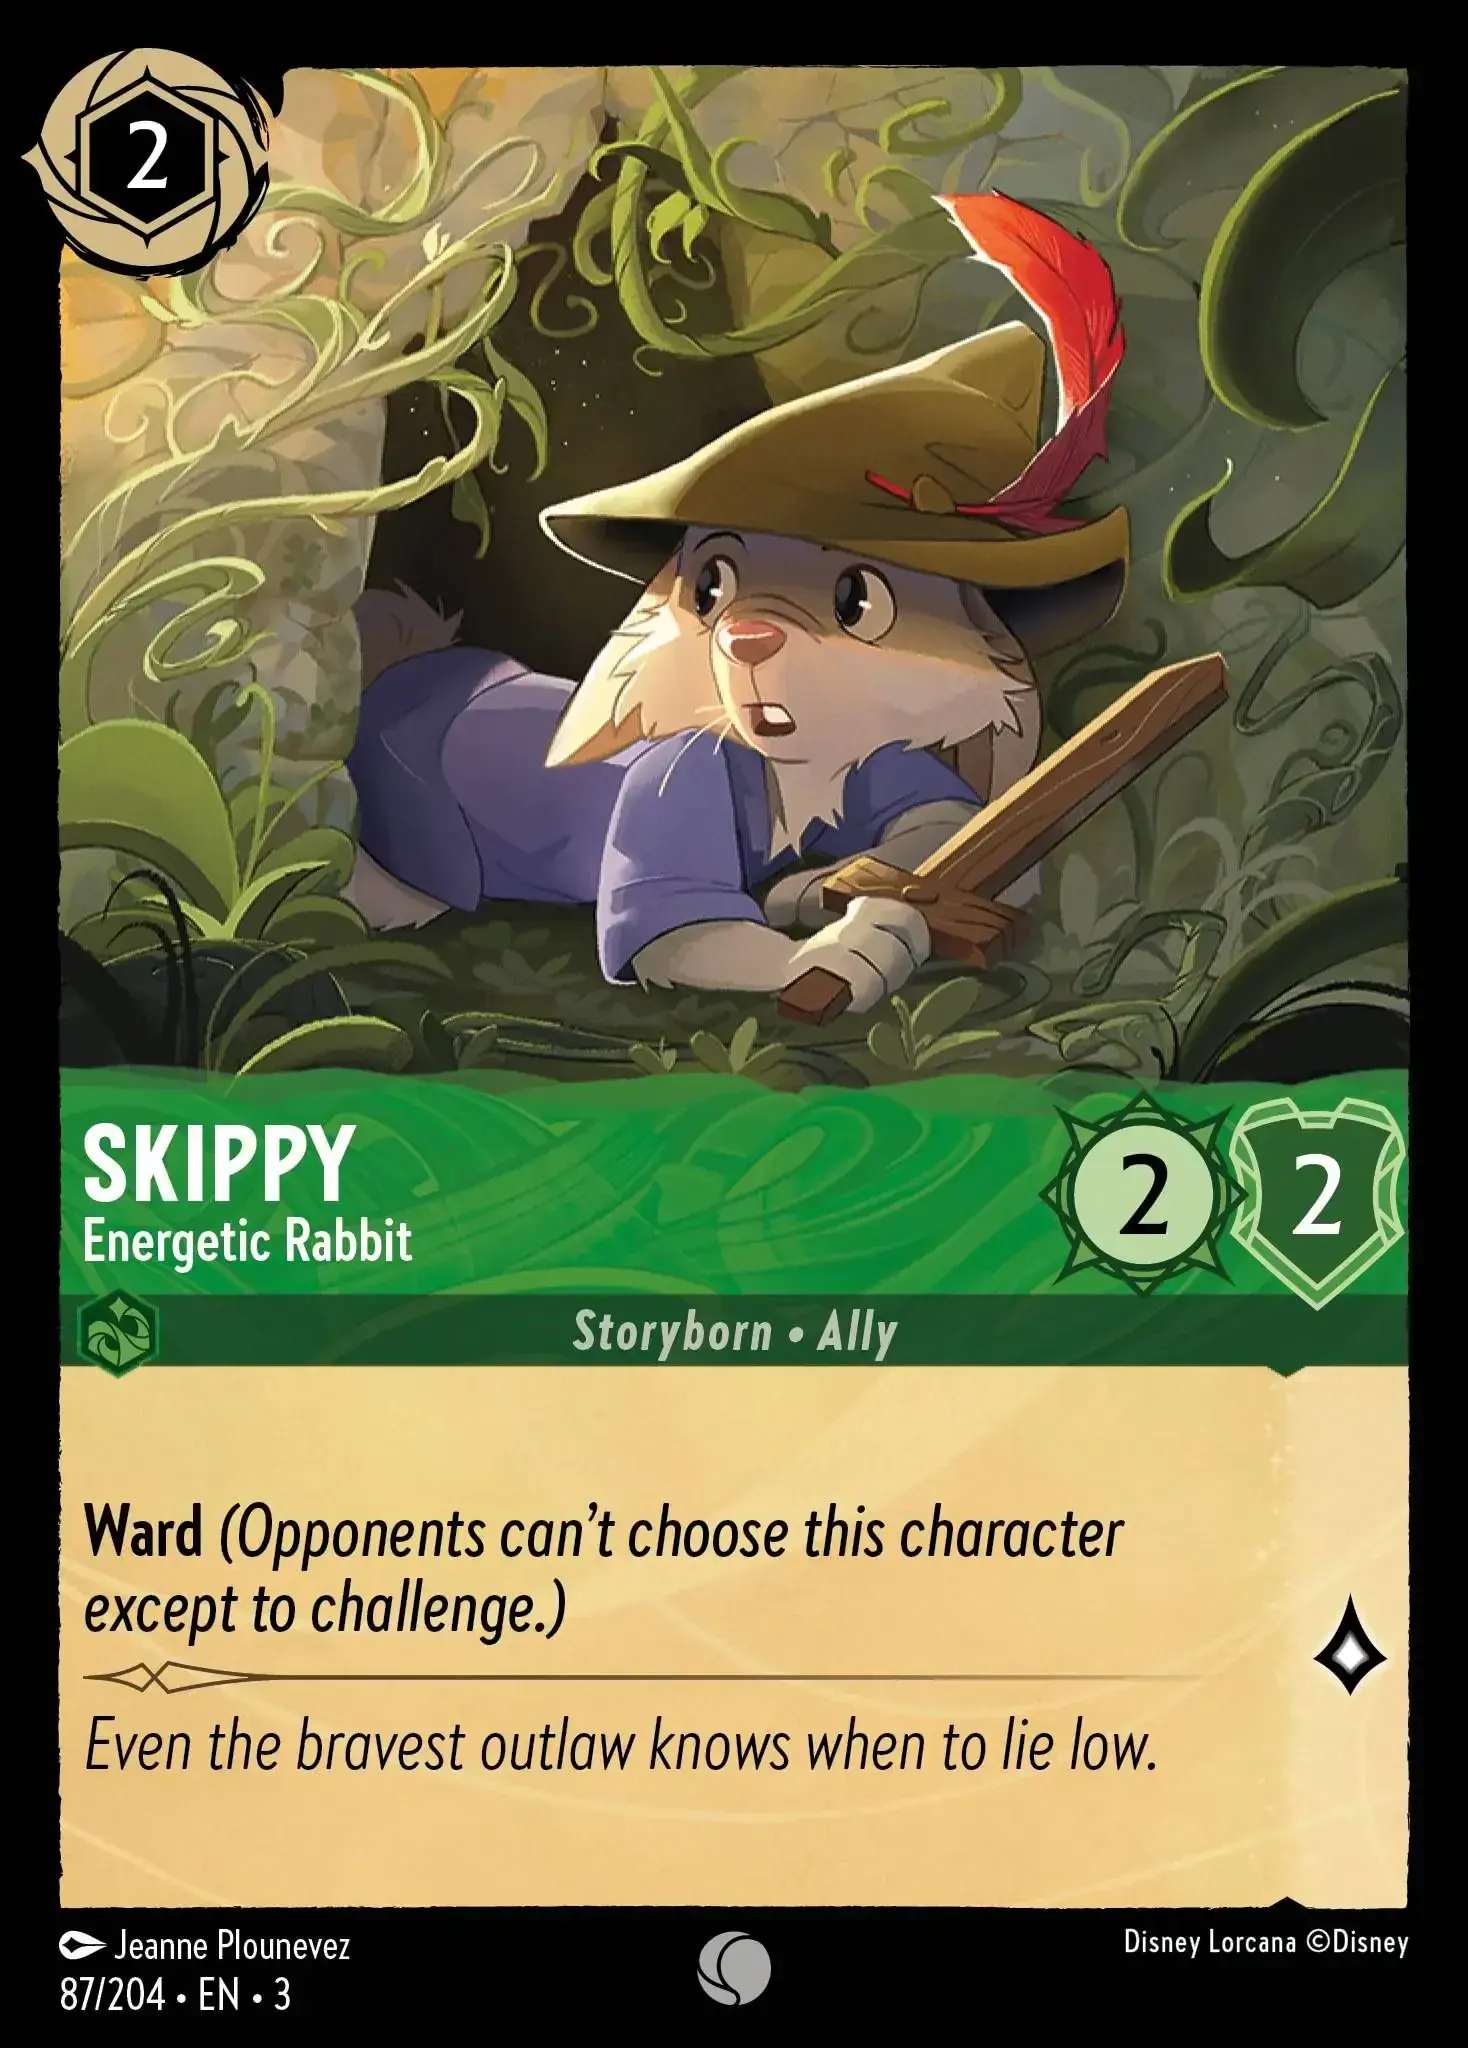 2
SKIPPY
Energetic Rabbit
2
2
Storyborn • Ally
Ward (Opponents can’t choose this character
except to challenge.)
Even the bravest outlaw knows when to lie low.
Jeanne Plounevez
Disney Lorcana ©Disney
87/204 • EN • 3